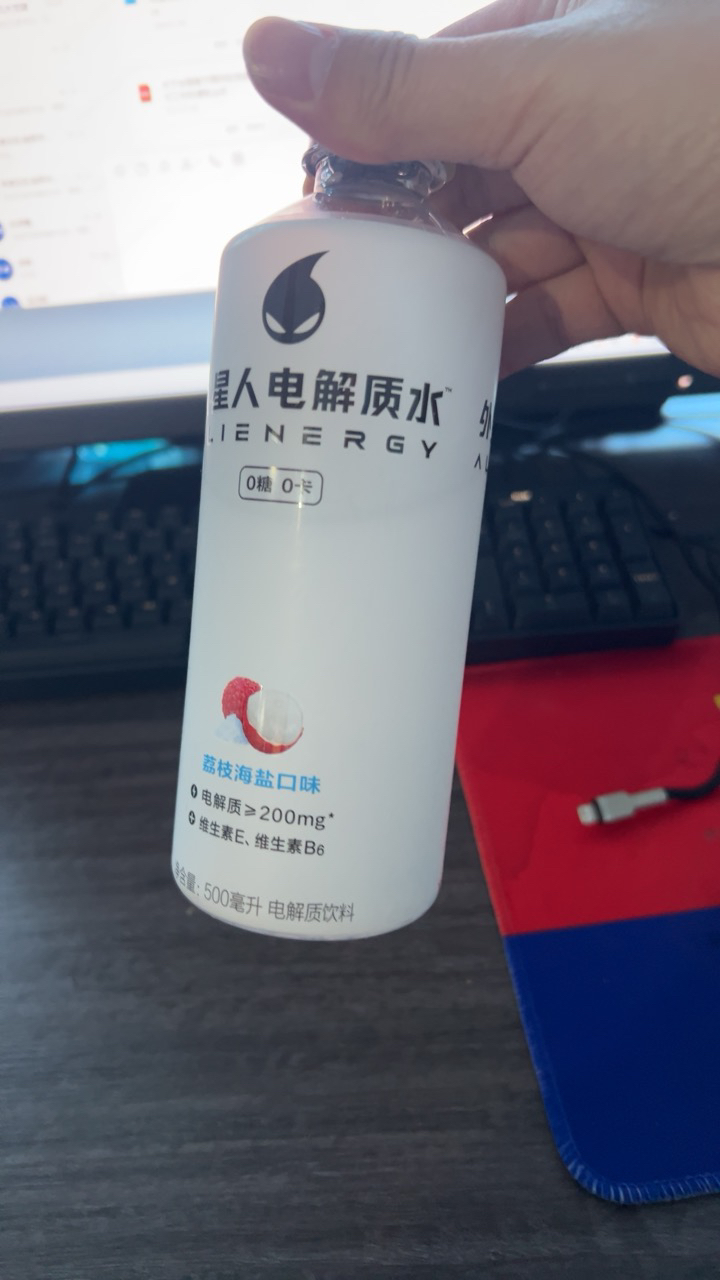 星人电解质水™
外
LIENERGY
AL
0糖 0卡
荔枝海盐口味
电解质≥200mg*
维生素E、维生素B6
含量: 500毫升 电解质饮料